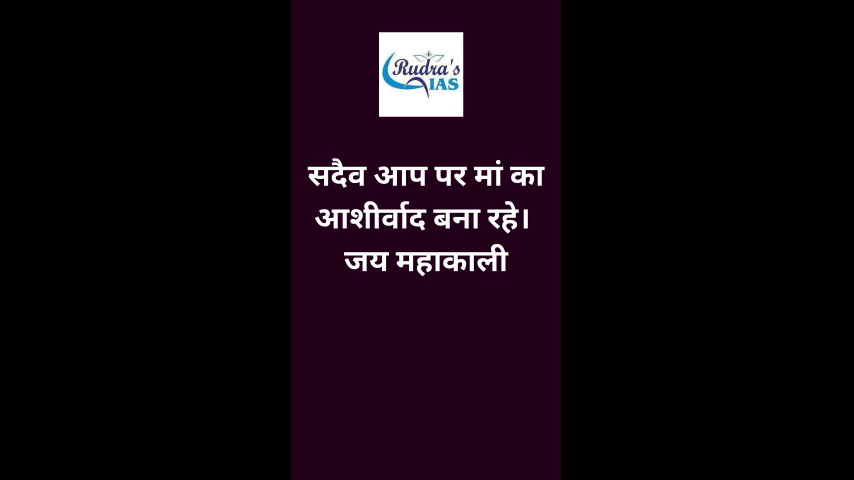 Rudra's
IAS
सदैव आप पर मां का
आशीर्वाद बना रहे।
जय महाकाली